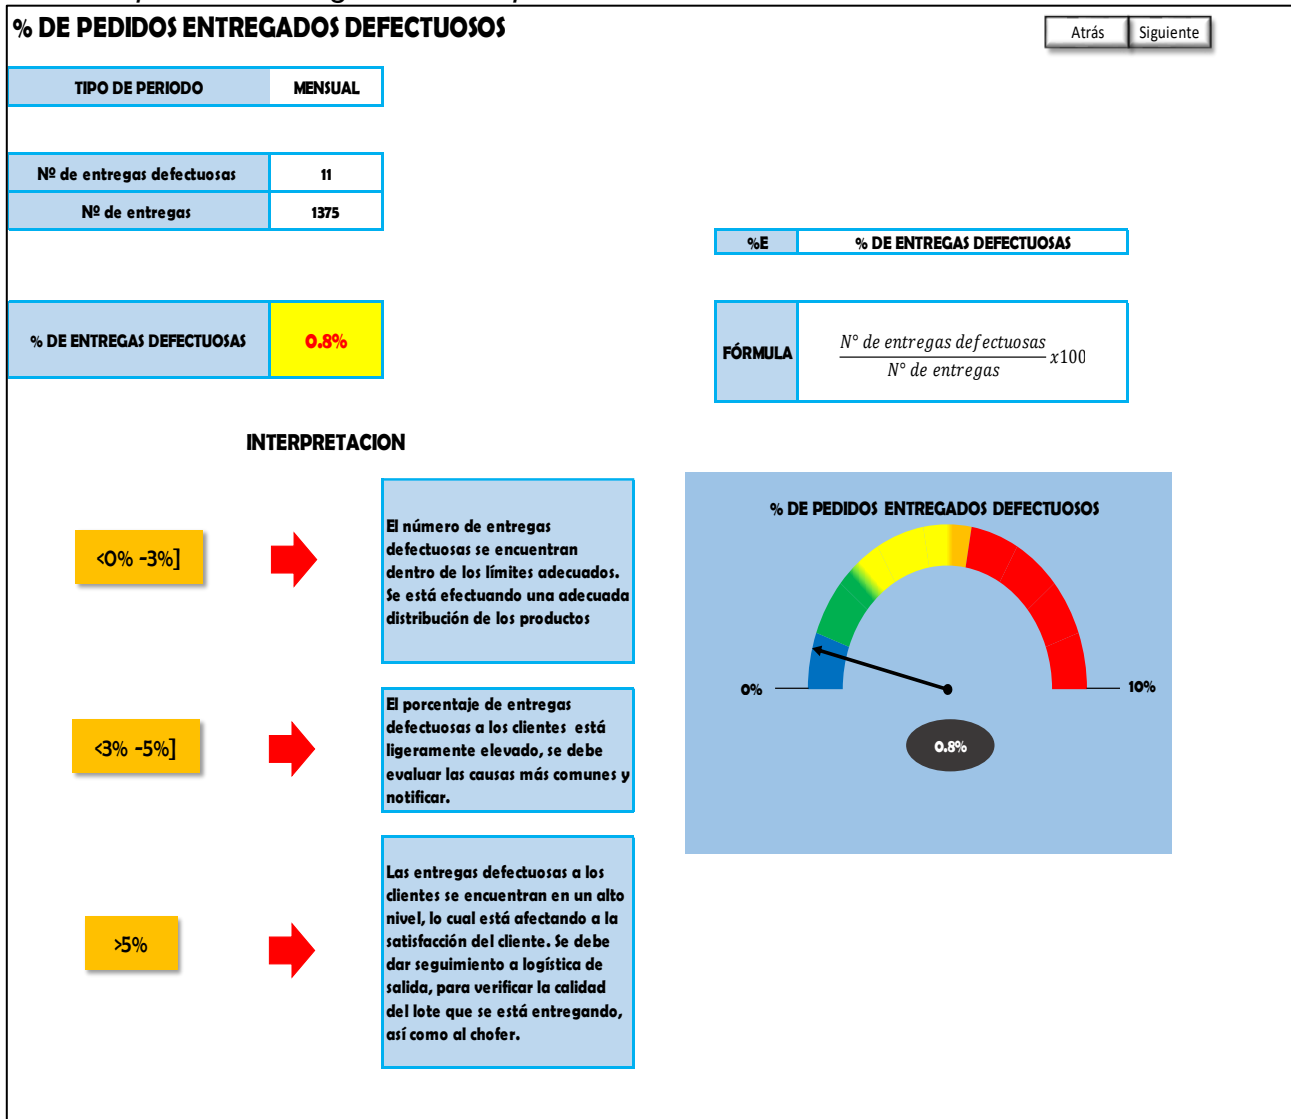 % DE PEDIDOS ENTREGADOS DEFECTUOSOS
Atrás
Siguiente
TIPO DE PERIODO
MENSUAL
Nº de entregas defectuosas
11
Nº de entregas
1375
%E
% DE ENTREGAS DEFECTUOSAS
% DE ENTREGAS DEFECTUOSAS
0.8%
FÓRMULA
N° de entregas defectuosas
N° de entregas
x100
INTERPRETACION
<0% -3%]
El número de entregas
defectuosas se encuentran
dentro de los límites adecuados.
Se está efectuando una adecuada
distribución de los productos
<3% -5%]
El porcentaje de entregas
defectuosas a los clientes está
ligeramente elevado, se debe
evaluar las causas más comunes y
notificar.
>5%
Las entregas defectuosas a los
clientes se encuentran en un alto
nivel, lo cual está afectando a la
satisfacción del cliente. Se debe
dar seguimiento a logística de
salida, para verificar la calidad
del lote que se está entregando,
así como al chofer.
% DE PEDIDOS ENTREGADOS DEFECTUOSOS
0%
10%
0.8%